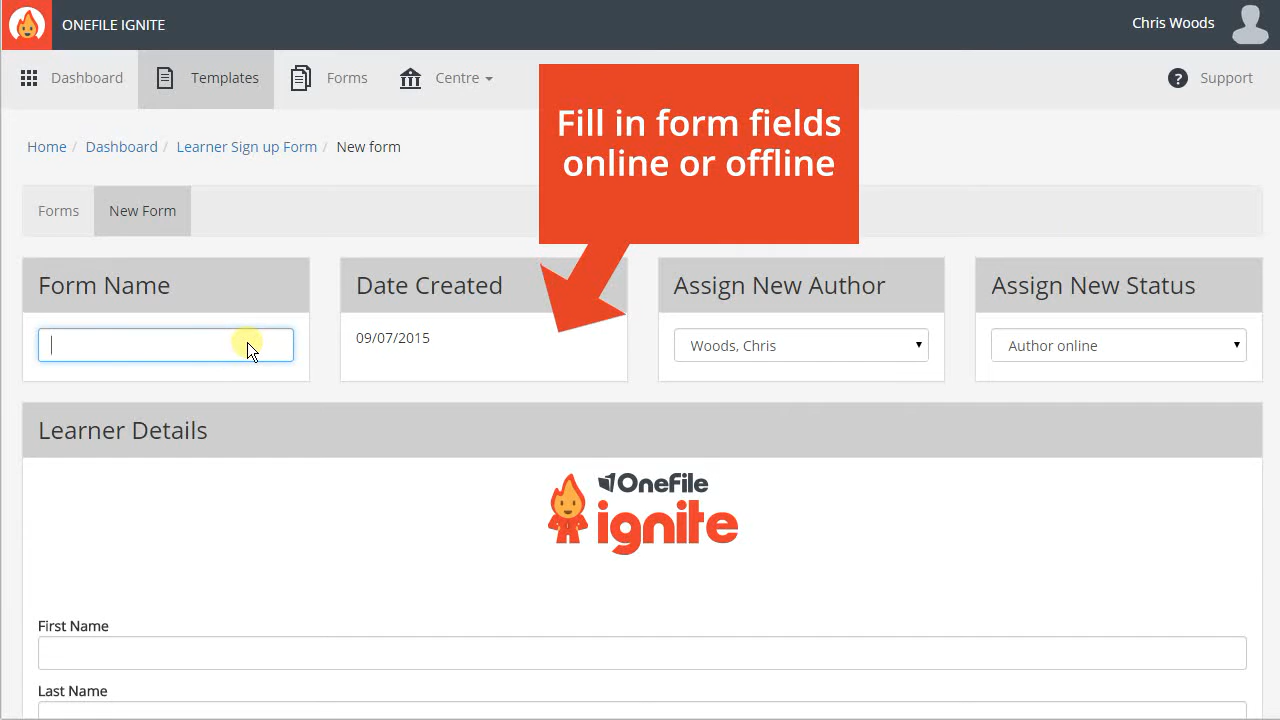 ONEFILE IGNITE
Chris Woods
Dashboard
Templates
Forms
Centre
? Support
Fill in form fields
online or offline
Home / Dashboard / Learner Sign up Form / New form
Forms
New Form
Form Name
Date Created
09/07/2015
Assign New Author
Woods, Chris
Assign New Status
Author online
Learner Details
OneFile
ignite
First Name
Last Name